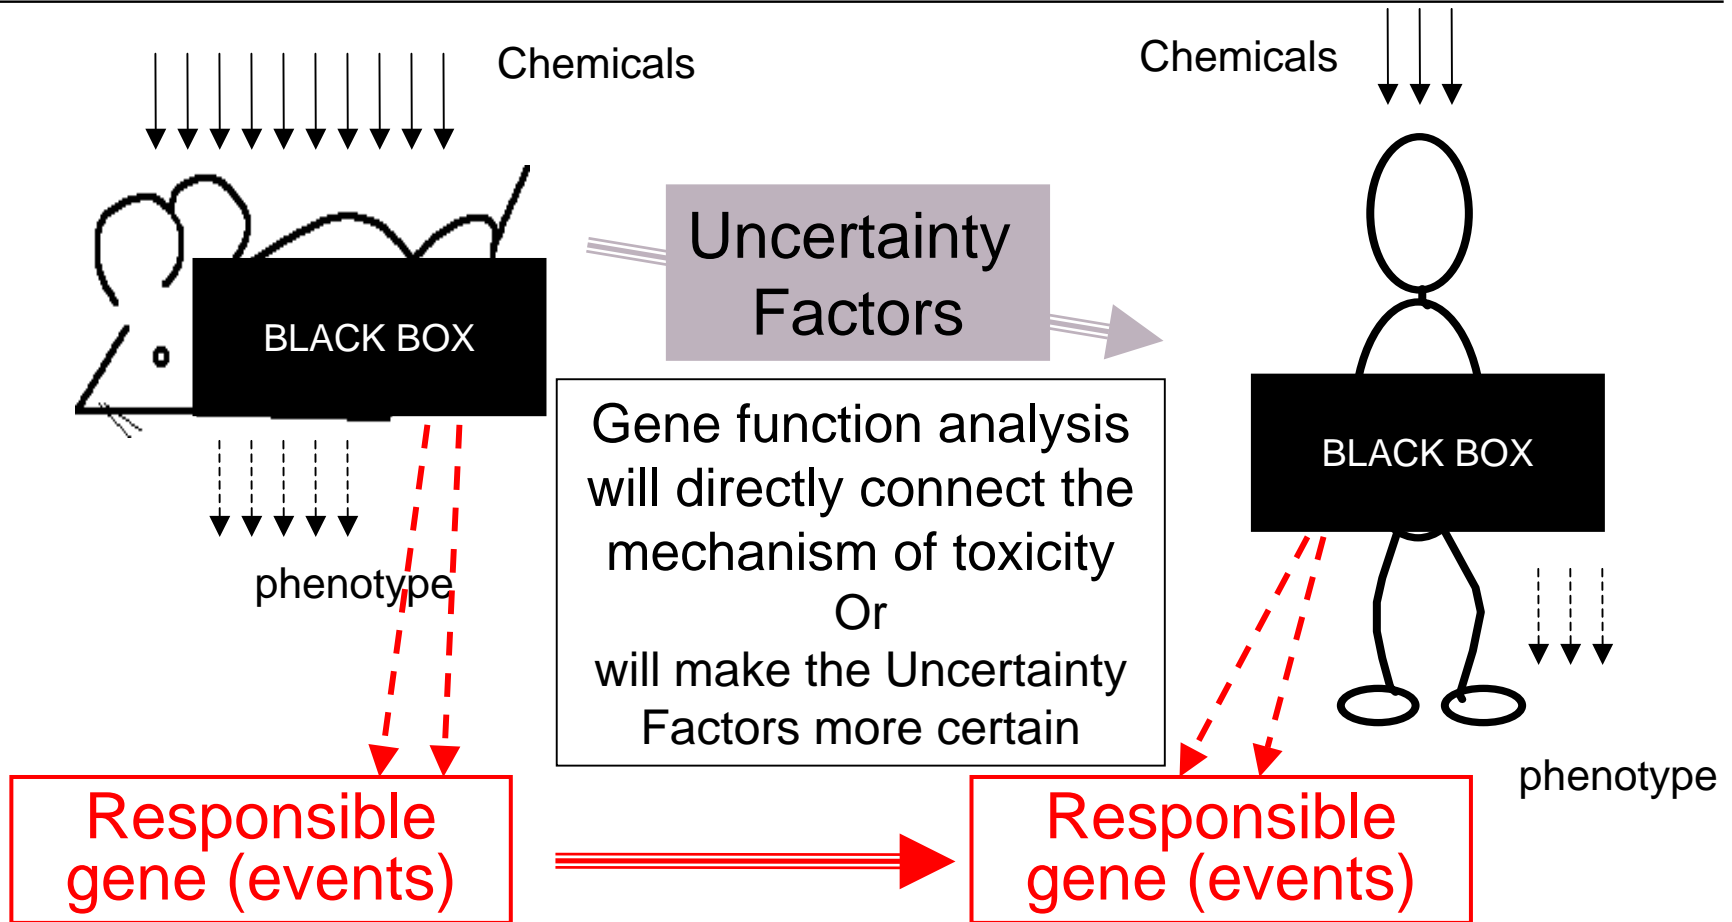 Chemicals
Chemicals
Uncertainty
Factors
BLACK BOX
BLACK BOX
Gene function analysis
will directly connect the
mechanism of toxicity
Or
will make the Uncertainty
Factors more certain
phenotype
phenotype
Responsible
gene (events)
Responsible
gene (events)